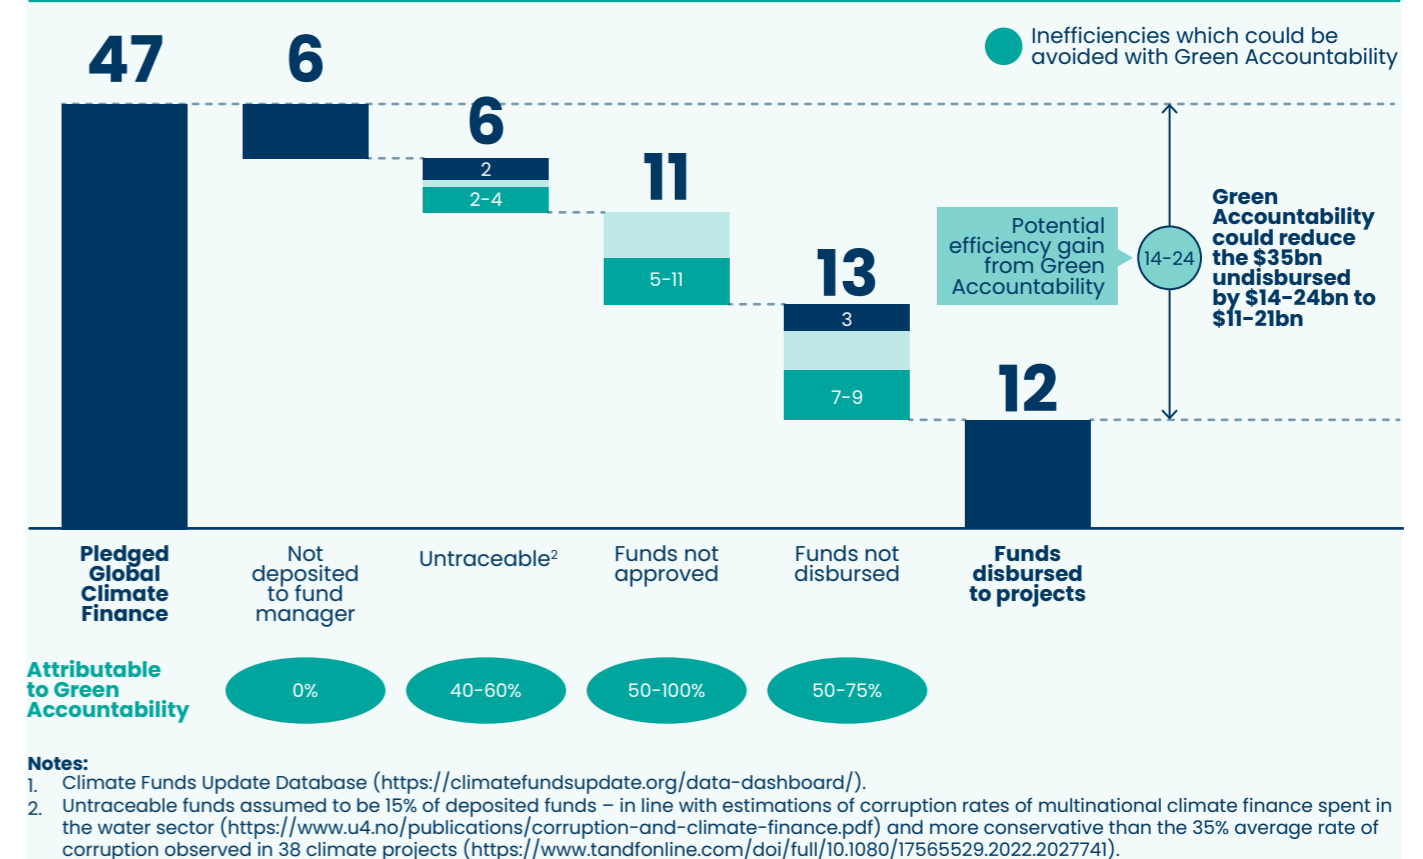 47
6
6
11
13
12
Inefficiencies which could be
avoided with Green Accountability
2
2-4
5-11
3
7-9
Potential
efficiency gain
from Green
Accountability
14-24
Green
Accountability
could reduce
the $35bn
undisbursed
by $14-24bn to
$11-21bn
Pledged
Global
Climate
Finance
Not
deposited
to fund
manager
Untraceable²
Funds not
approved
Funds not
disbursed
Funds
disbursed
to projects
Attributable
to Green
Accountability
0%
40-60%
50-100%
50-75%
Notes:
1. Climate Funds Update Database (https://climatefundsupdate.org/data-dashboard/).
2. Untraceable funds assumed to be 15% of deposited funds – in line with estimations of corruption rates of multinational climate finance spent in
the water sector (https://www.u4.no/publications/corruption-and-climate-finance.pdf) and more conservative than the 35% average rate of
corruption observed in 38 climate projects (https://www.tandfonline.com/doi/full/10.1080/17565529.2022.2027741).